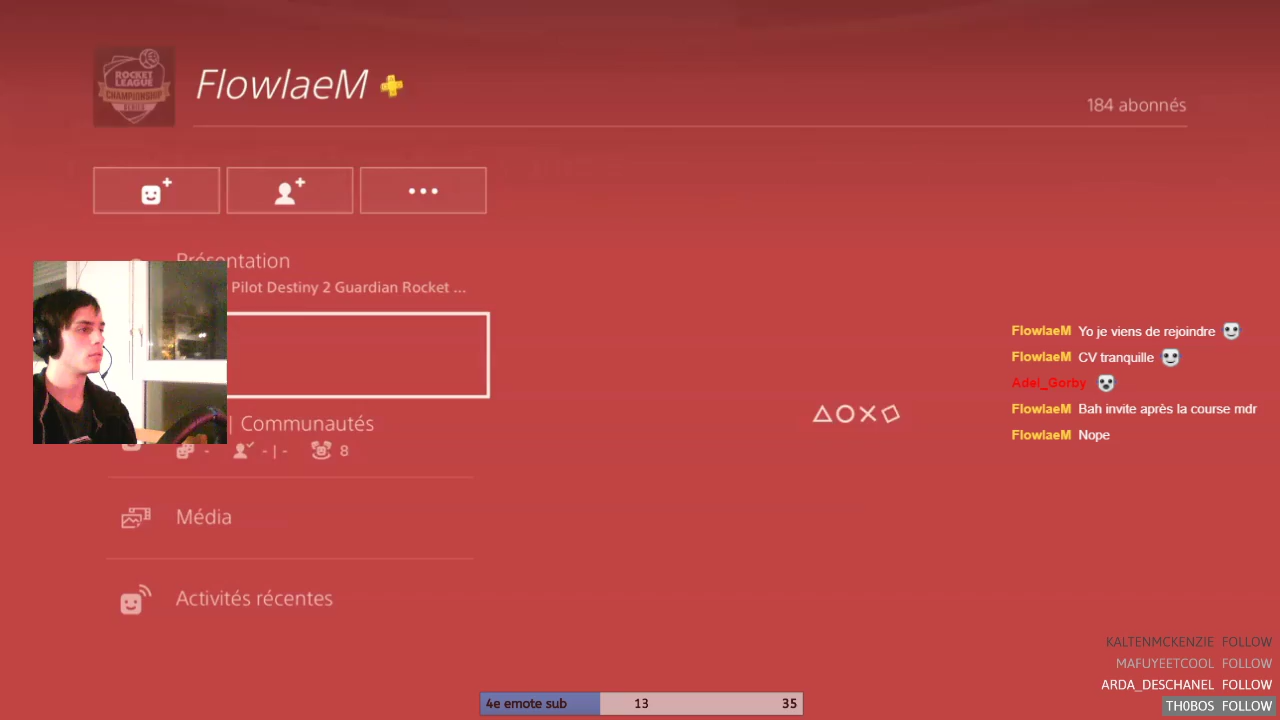 ROCKET
LEAGUE
CHAMPIONSHIP
SERIES
FlowlaeM
184 abonnés
Présentation
Pilot Destiny 2 Guardian Rocket ...
| Communautés
- - | - 8
Média
Activités récentes
FlowlaeM Yo je viens de rejoindre
FlowlaeM CV tranquille
Adel_Gorby
FlowlaeM Bah invite après la course mdr
FlowlaeM Nope
KALTENMCKENZIE FOLLOW
MAFUYEETCOOL FOLLOW
ARDA_DESCHANEL FOLLOW
TH0BOS FOLLOW
4e emote sub 13 35